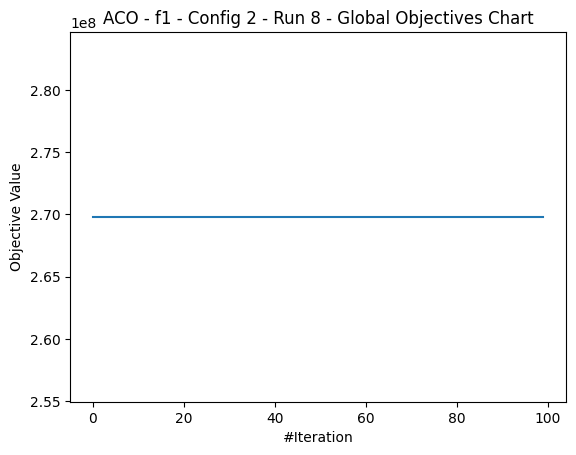 ACO - f1 - Config 2 - Run 8 - Global Objectives Chart
1e8
2.80
2.75
2.70
2.65
2.60
2.55
Objective Value
0 20 40 60 80 100
#Iteration